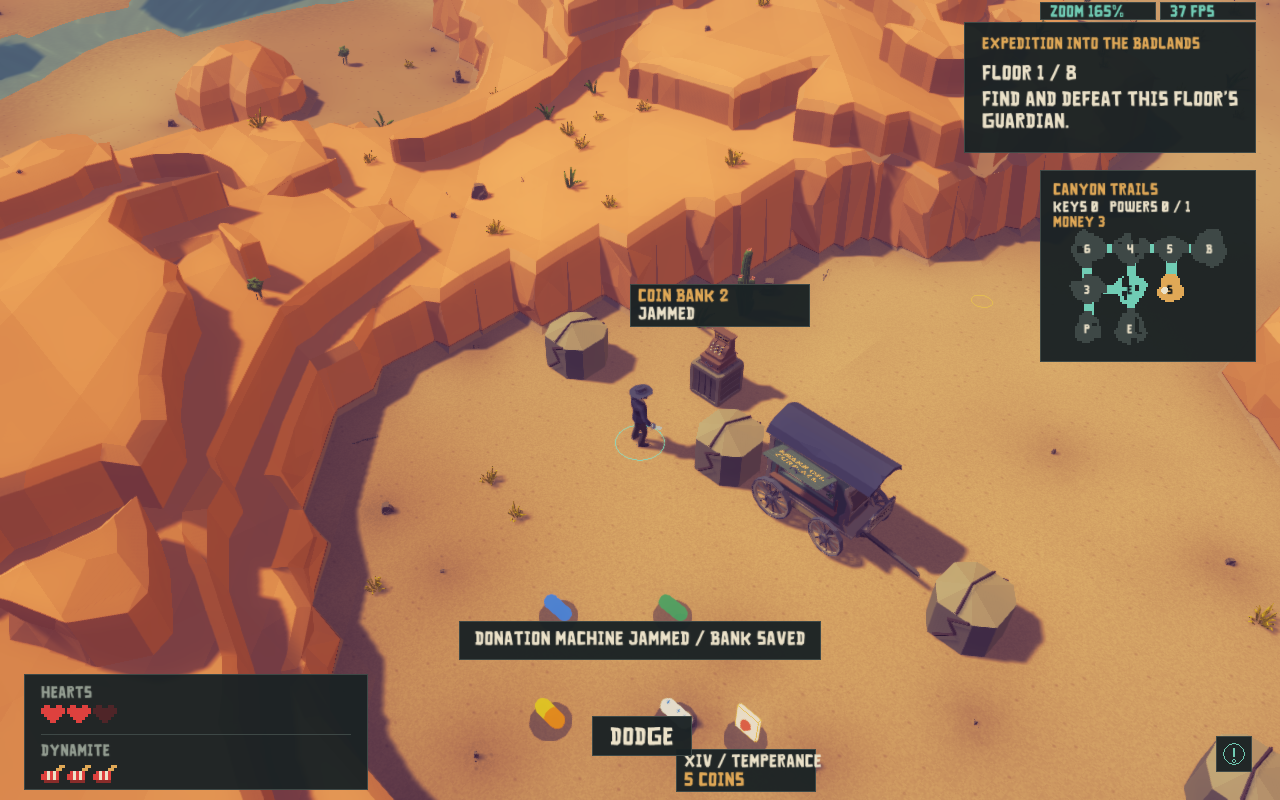 ZOOM 165%
37 FPS
EXPEDITION INTO THE BADLANDS
FLOOR 1 / 8
FIND AND DEFEAT THIS FLOOR'S
GUARDIAN.
CANYON TRAILS
KEYS 0 POWERS 0 / 1
MONEY 3
6 4 5 B
3 S
P E
COIN BANK 2
JAMMED
DONATION MACHINE JAMMED / BANK SAVED
HEARTS
DYNAMITE
DODGE
XIV / TEMPERANCE
5 COINS